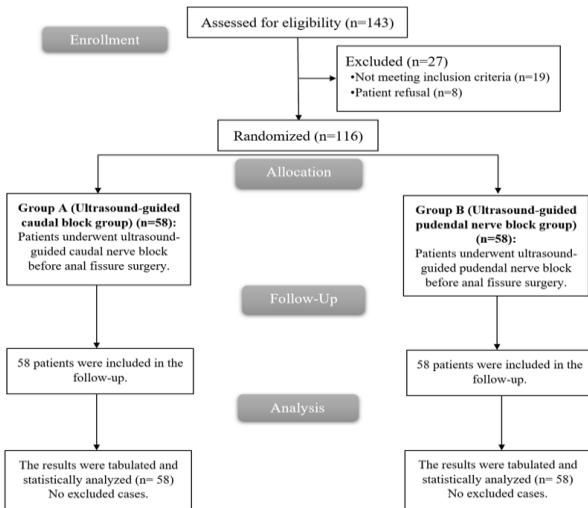 Assessed for eligibility (n=143)
Enrollment
Excluded (n=27)
•Not meeting inclusion criteria (n=19)
•Patient refusal (n=8)
Randomized (n=116)
Allocation
Group A (Ultrasound-guided
caudal block group) (n=58):
Patients underwent ultrasound-
guided caudal nerve block
before anal fissure surgery.
Group B (Ultrasound-guided
pudendal nerve block group)
(n=58):
Patients underwent ultrasound-
guided pudendal nerve block
before anal fissure surgery.
Follow-Up
58 patients were included in the
follow-up.
58 patients were included in the
follow-up.
Analysis
The results were tabulated and
statistically analyzed (n= 58)
No excluded cases.
The results were tabulated and
statistically analyzed (n= 58)
No excluded cases.